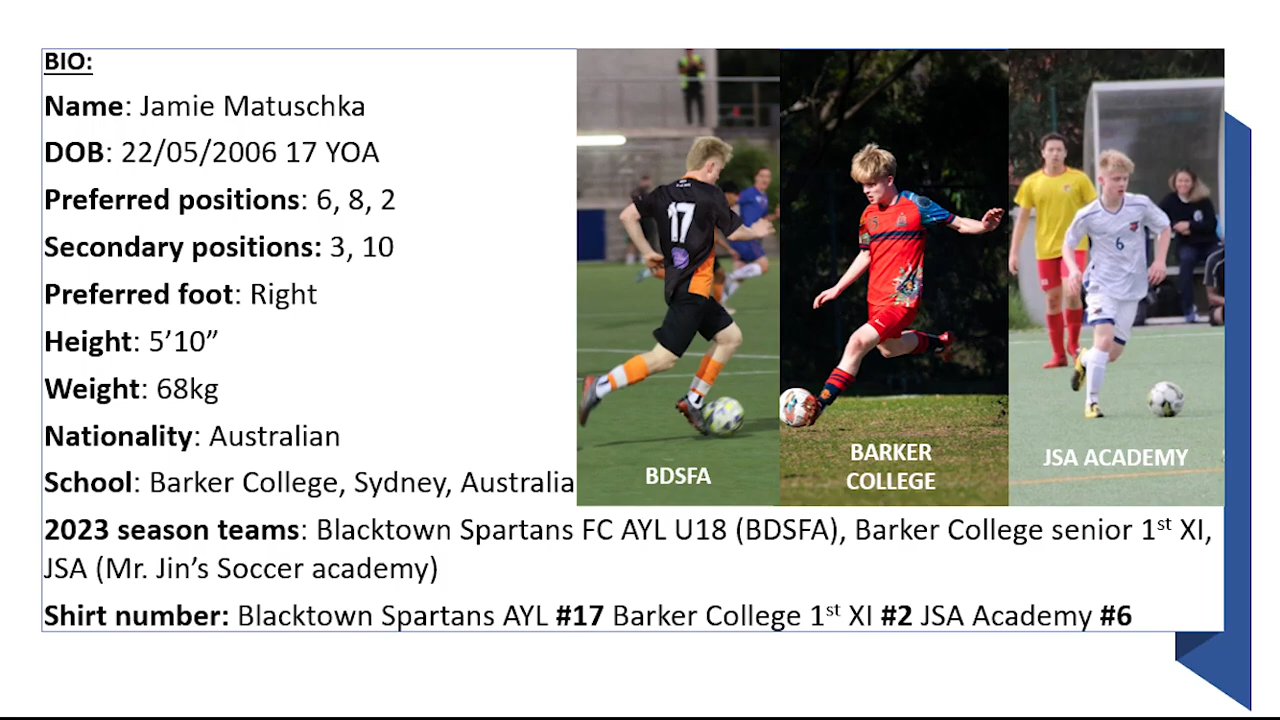 BIO:
Name: Jamie Matuschka
DOB: 22/05/2006 17 YOA
Preferred positions: 6, 8, 2
Secondary positions: 3, 10
Preferred foot: Right
Height: 5’10”
Weight: 68kg
Nationality: Australian
School: Barker College, Sydney, Australia
2023 season teams: Blacktown Spartans FC AYL U18 (BDSFA), Barker College senior 1st XI,
JSA (Mr. Jin’s Soccer academy)
Shirt number: Blacktown Spartans AYL #17 Barker College 1st XI #2 JSA Academy #6
17
BDSFA
BARKER
COLLEGE
6
JSA ACADEMY